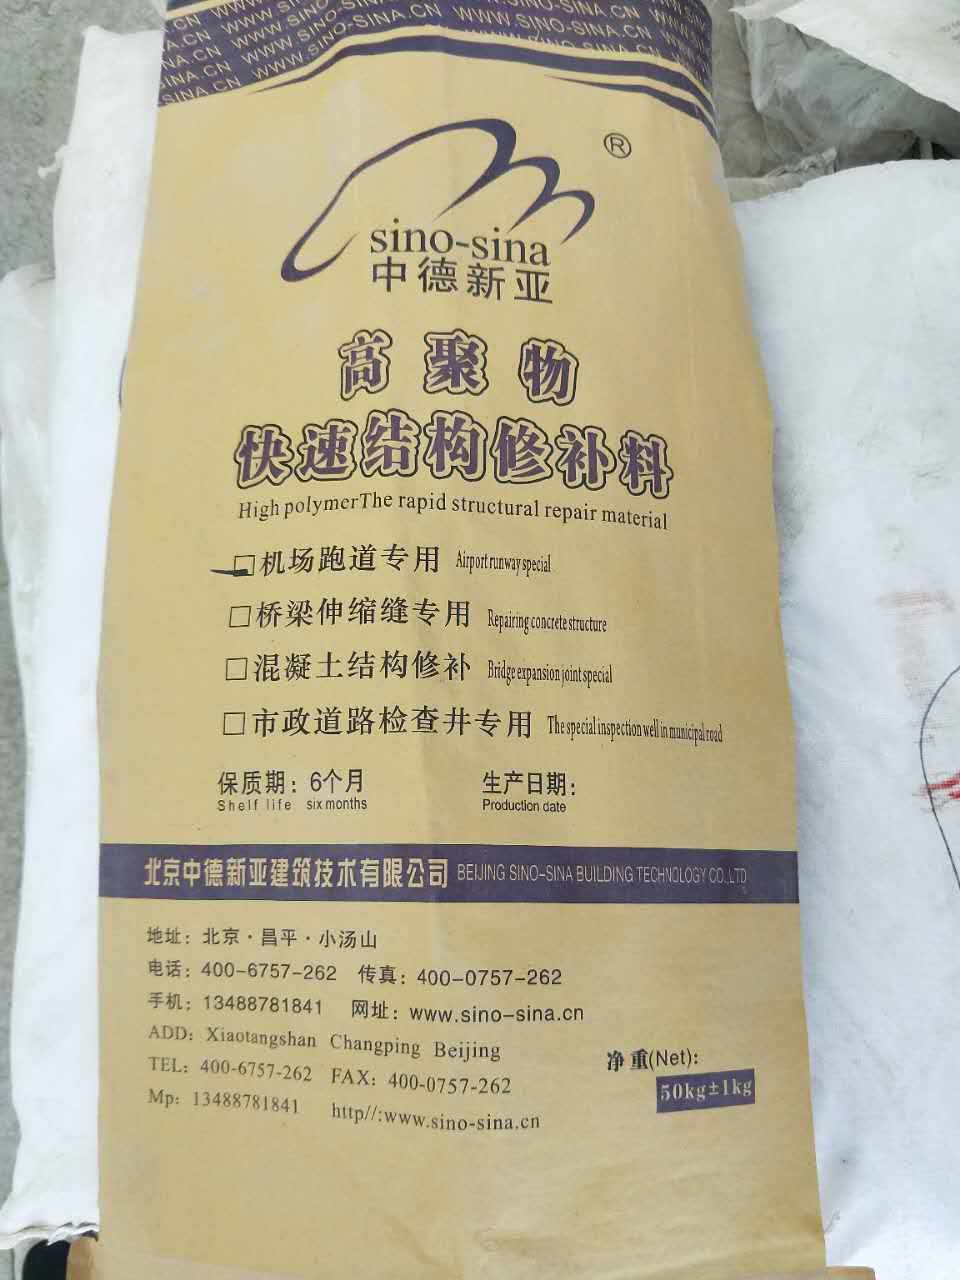 WWW.SINO-SINA.CN WWW.SINO-SINA.CN
®
sino-sina
中德新亚
高聚物
快速结构修补料
High polymerThe rapid structural repair material
□机场跑道专用 Airport runway special
□桥梁伸缩缝专用 Repairing concrete structure
□混凝土结构修补 Bridge expansion joint special
□市政道路检查井专用 The special inspection well in municipal road
保质期：6个月 生产日期：
Shelf life six months Production date
北京中德新亚建筑技术有限公司 BEIJING SINO-SINA BUILDING TECHNOLOGY CO.,LTD
地址：北京·昌平·小汤山
电话：400-6757-262 传真：400-0757-262
手机：13488781841 网址：www.sino-sina.cn
ADD: Xiaotangshan Changping Beijing
TEL: 400-6757-262 FAX: 400-0757-262
Mp: 13488781841 http//:www.sino-sina.cn
净重(Net):
50kg±1kg